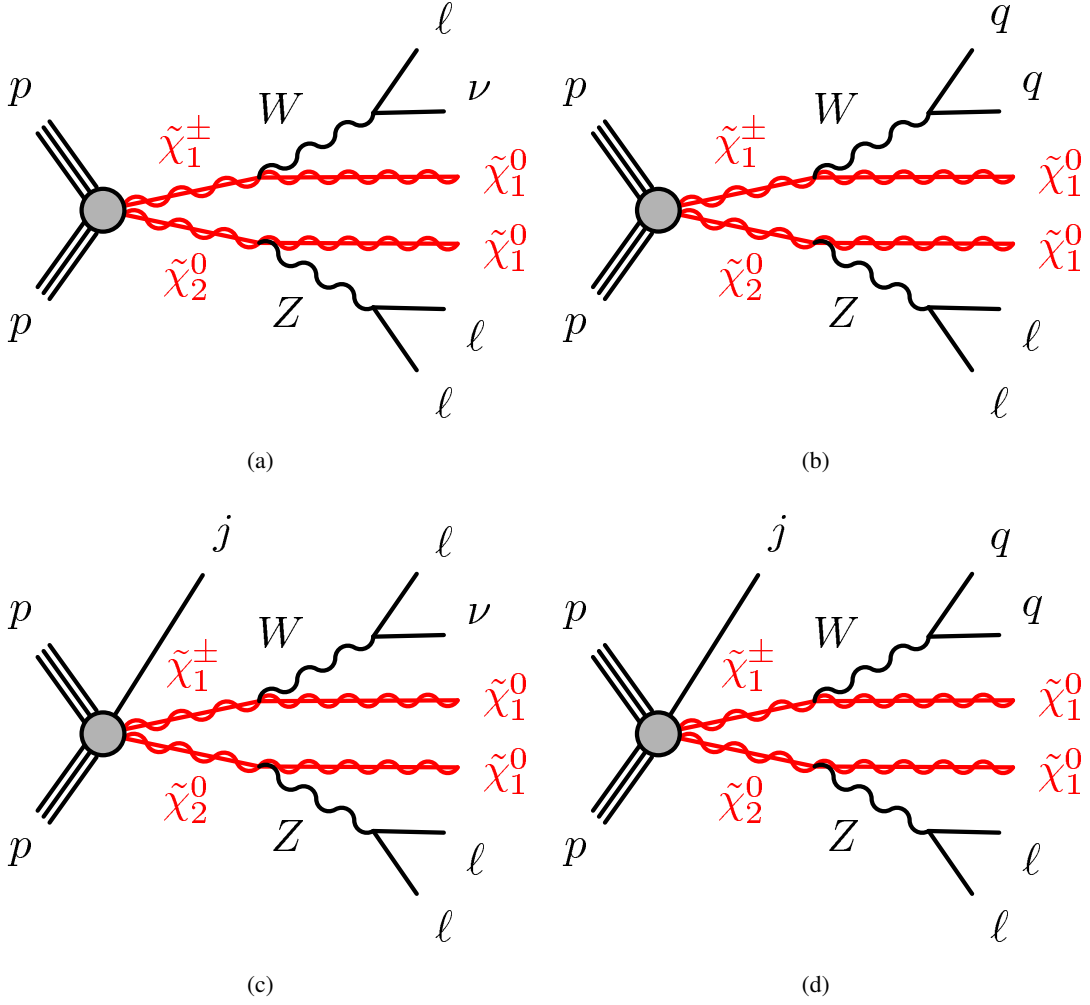 ℓ q
p W ν p W q
χ̃₁± χ̃₁⁰ χ̃₁± χ̃₁⁰
χ̃₂⁰ χ̃₁⁰ χ̃₂⁰ χ̃₁⁰
p Z ℓ p Z ℓ
ℓ ℓ
(a) (b)
j ℓ j q
p W ν p W q
χ̃₁± χ̃₁⁰ χ̃₁± χ̃₁⁰
χ̃₂⁰ χ̃₁⁰ χ̃₂⁰ χ̃₁⁰
p Z ℓ p Z ℓ
ℓ ℓ
(c) (d)